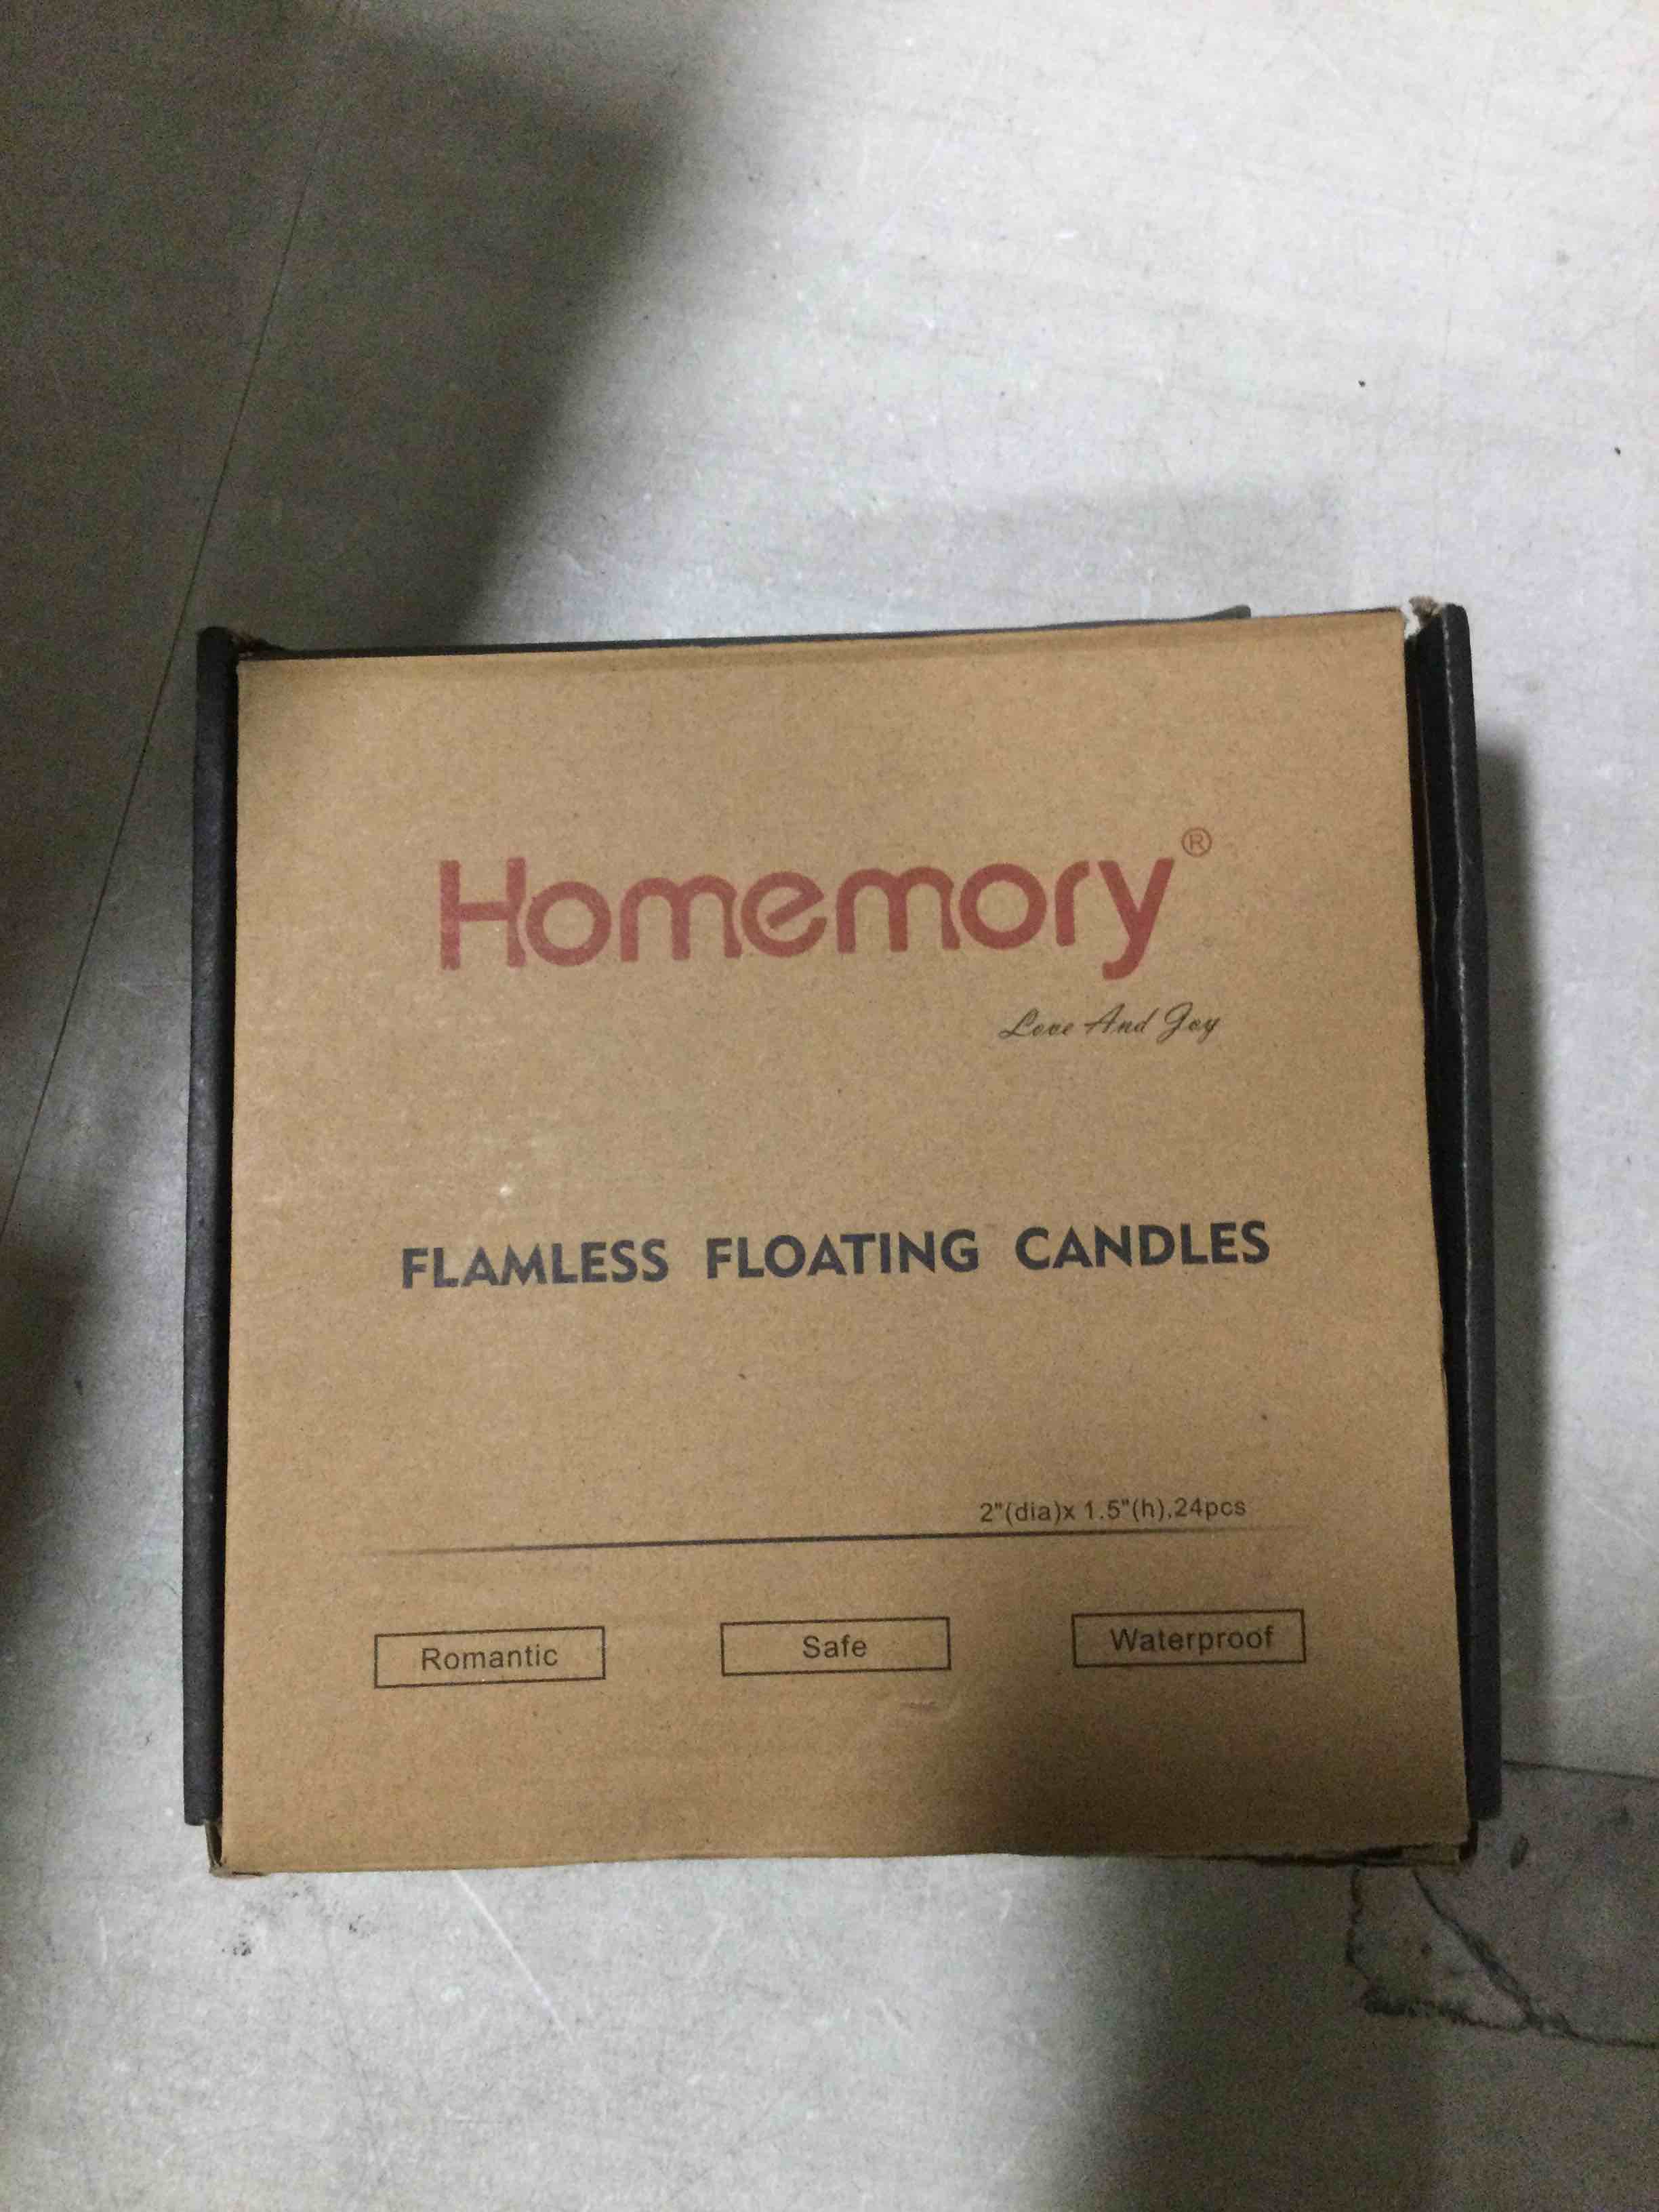 Homemory®
Love And Joy
FLAMLESS FLOATING CANDLES
2"(dia)x 1.5"(h),24pcs
Romantic Safe Waterproof